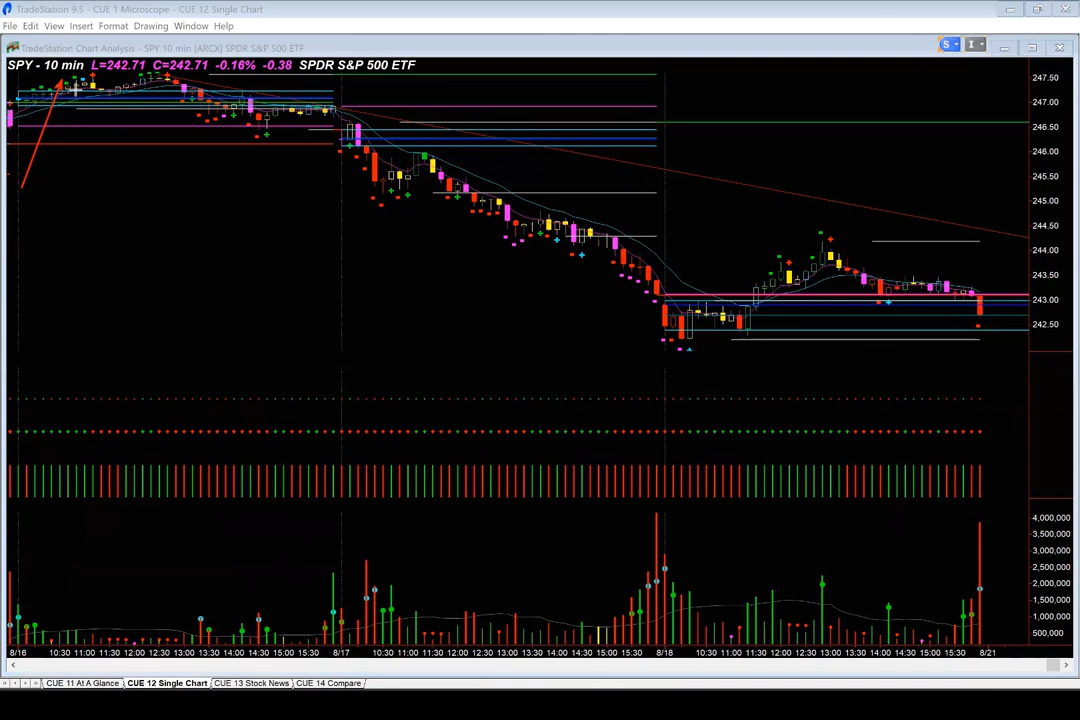 TradeStation 9.5 - CUE 1 Microscope - CUE 12 Single Chart
File Edit View Insert Format Drawing Window Help
TradeStation Chart Analysis - SPY 10 min [ARCX] SPDR S&P 500 ETF
S I
SPY - 10 min L=242.71 C=242.71 -0.16% -0.38 SPDR S&P 500 ETF
247.50
247.00
246.50
246.00
245.50
245.00
244.50
244.00
243.50
243.00
242.50
4,000,000
3,500,000
3,000,000
2,500,000
2,000,000
1,500,000
1,000,000
500,000
8/16 10:30 11:00 11:30 12:00 12:30 13:00 13:30 14:00 14:30 15:00 15:30 8/17 10:30 11:00 11:30 12:00 12:30 13:00 13:30 14:00 14:30 15:00 15:30 8/18 10:30 11:00 11:30 12:00 12:30 13:00 13:30 14:00 14:30 15:00 15:30 8/21
CUE 11 At A Glance CUE 12 Single Chart CUE 13 Stock News CUE 14 Compare